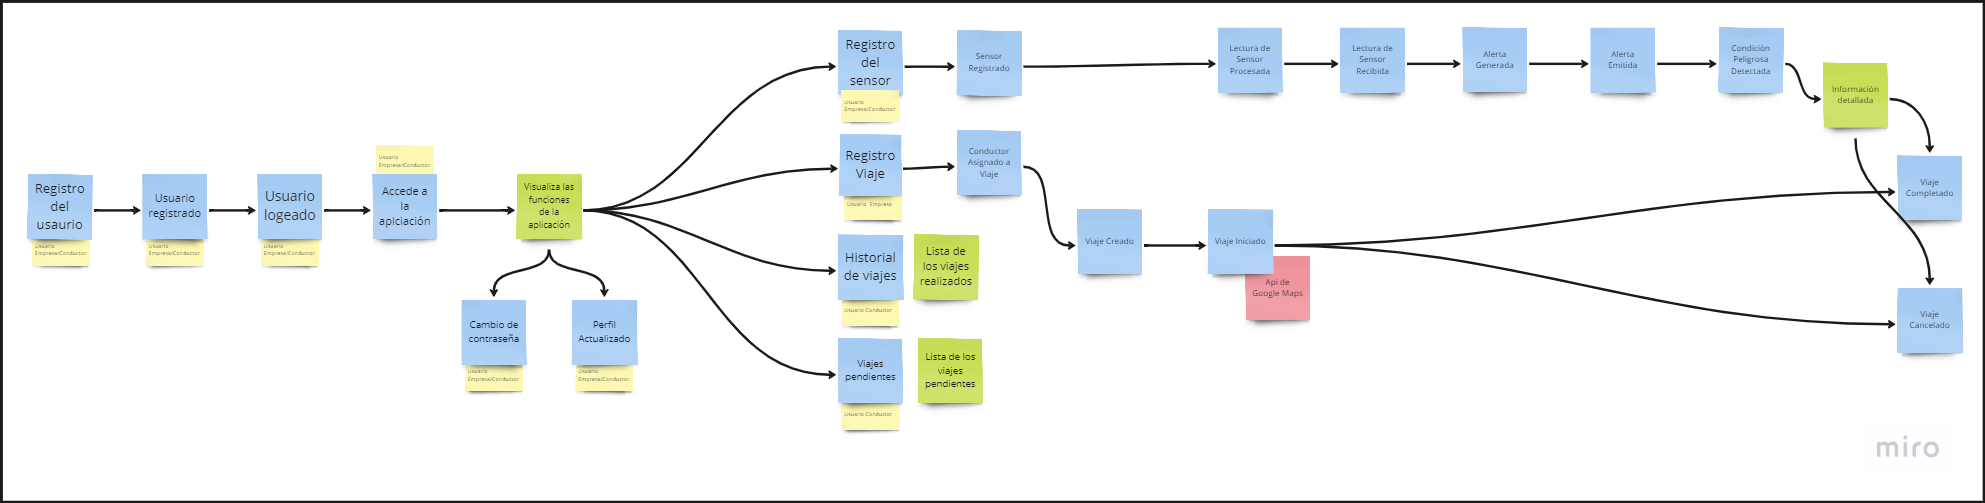 Registro
del
usaurio
Usuario
Empresa/Conductor
Usuario
registrado
Usuario
Empresa/Conductor
Usuario
logeado
Usuario
Empresa/Conductor
Usuario
Empresa/Conductor
Accede a
la
aplciación
Visualiza las
funciones
de la
aplicación
Cambio de
contraseña
Usuario
Empresa/Conductor
Perfil
Actualizado
Usuario
Empresa/Conductor
Registro
del
sensor
Usuario
Empresa/Conductor
Sensor
Registrado
Lectura de
Sensor
Procesada
Lectura de
Sensor
Recibida
Alerta
Generada
Alerta
Emitida
Condición
Peligrosa
Detectada
Información
detallada
Registro
Viaje
Usuario Empresa
Conductor
Asignado a
Viaje
Viaje Creado
Viaje Iniciado
Api de
Google Maps
Viaje
Completado
Viaje
Cancelado
Historial
de viajes
Usuario Conductor
Lista de
los viajes
realizados
Viajes
pendientes
Usuario Conductor
Lista de los
viajes
pendientes
miro